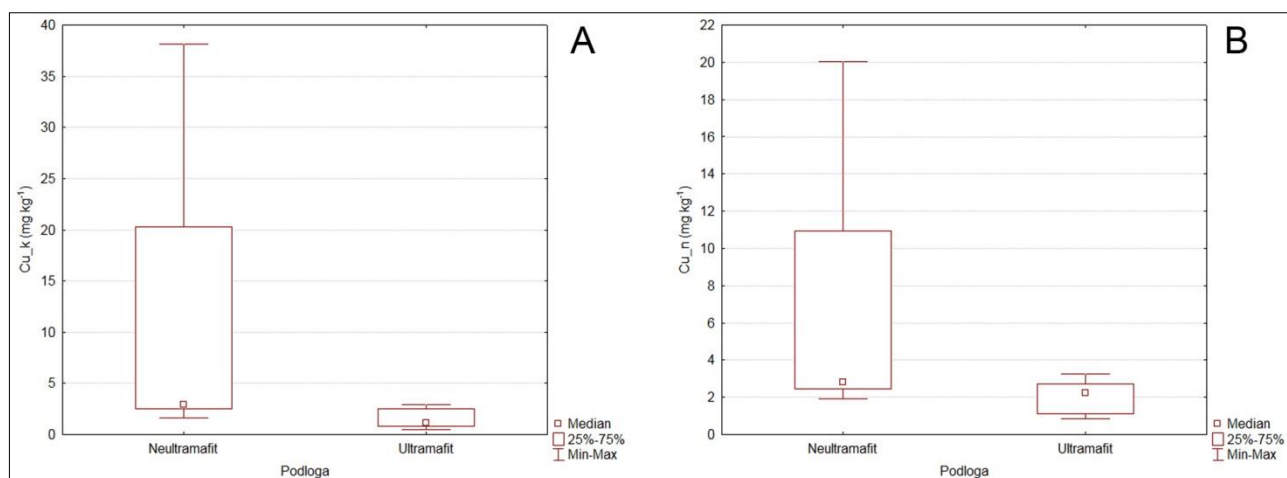 A
Cu_k (mg kg⁻¹)
40
35
30
25
20
15
10
5
0
Neultramafit
Ultramafit
Podloga
Median
25%-75%
Min-Max
B
Cu_n (mg kg⁻¹)
22
20
18
16
14
12
10
8
6
4
2
0
Neultramafit
Ultramafit
Podloga
Median
25%-75%
Min-Max